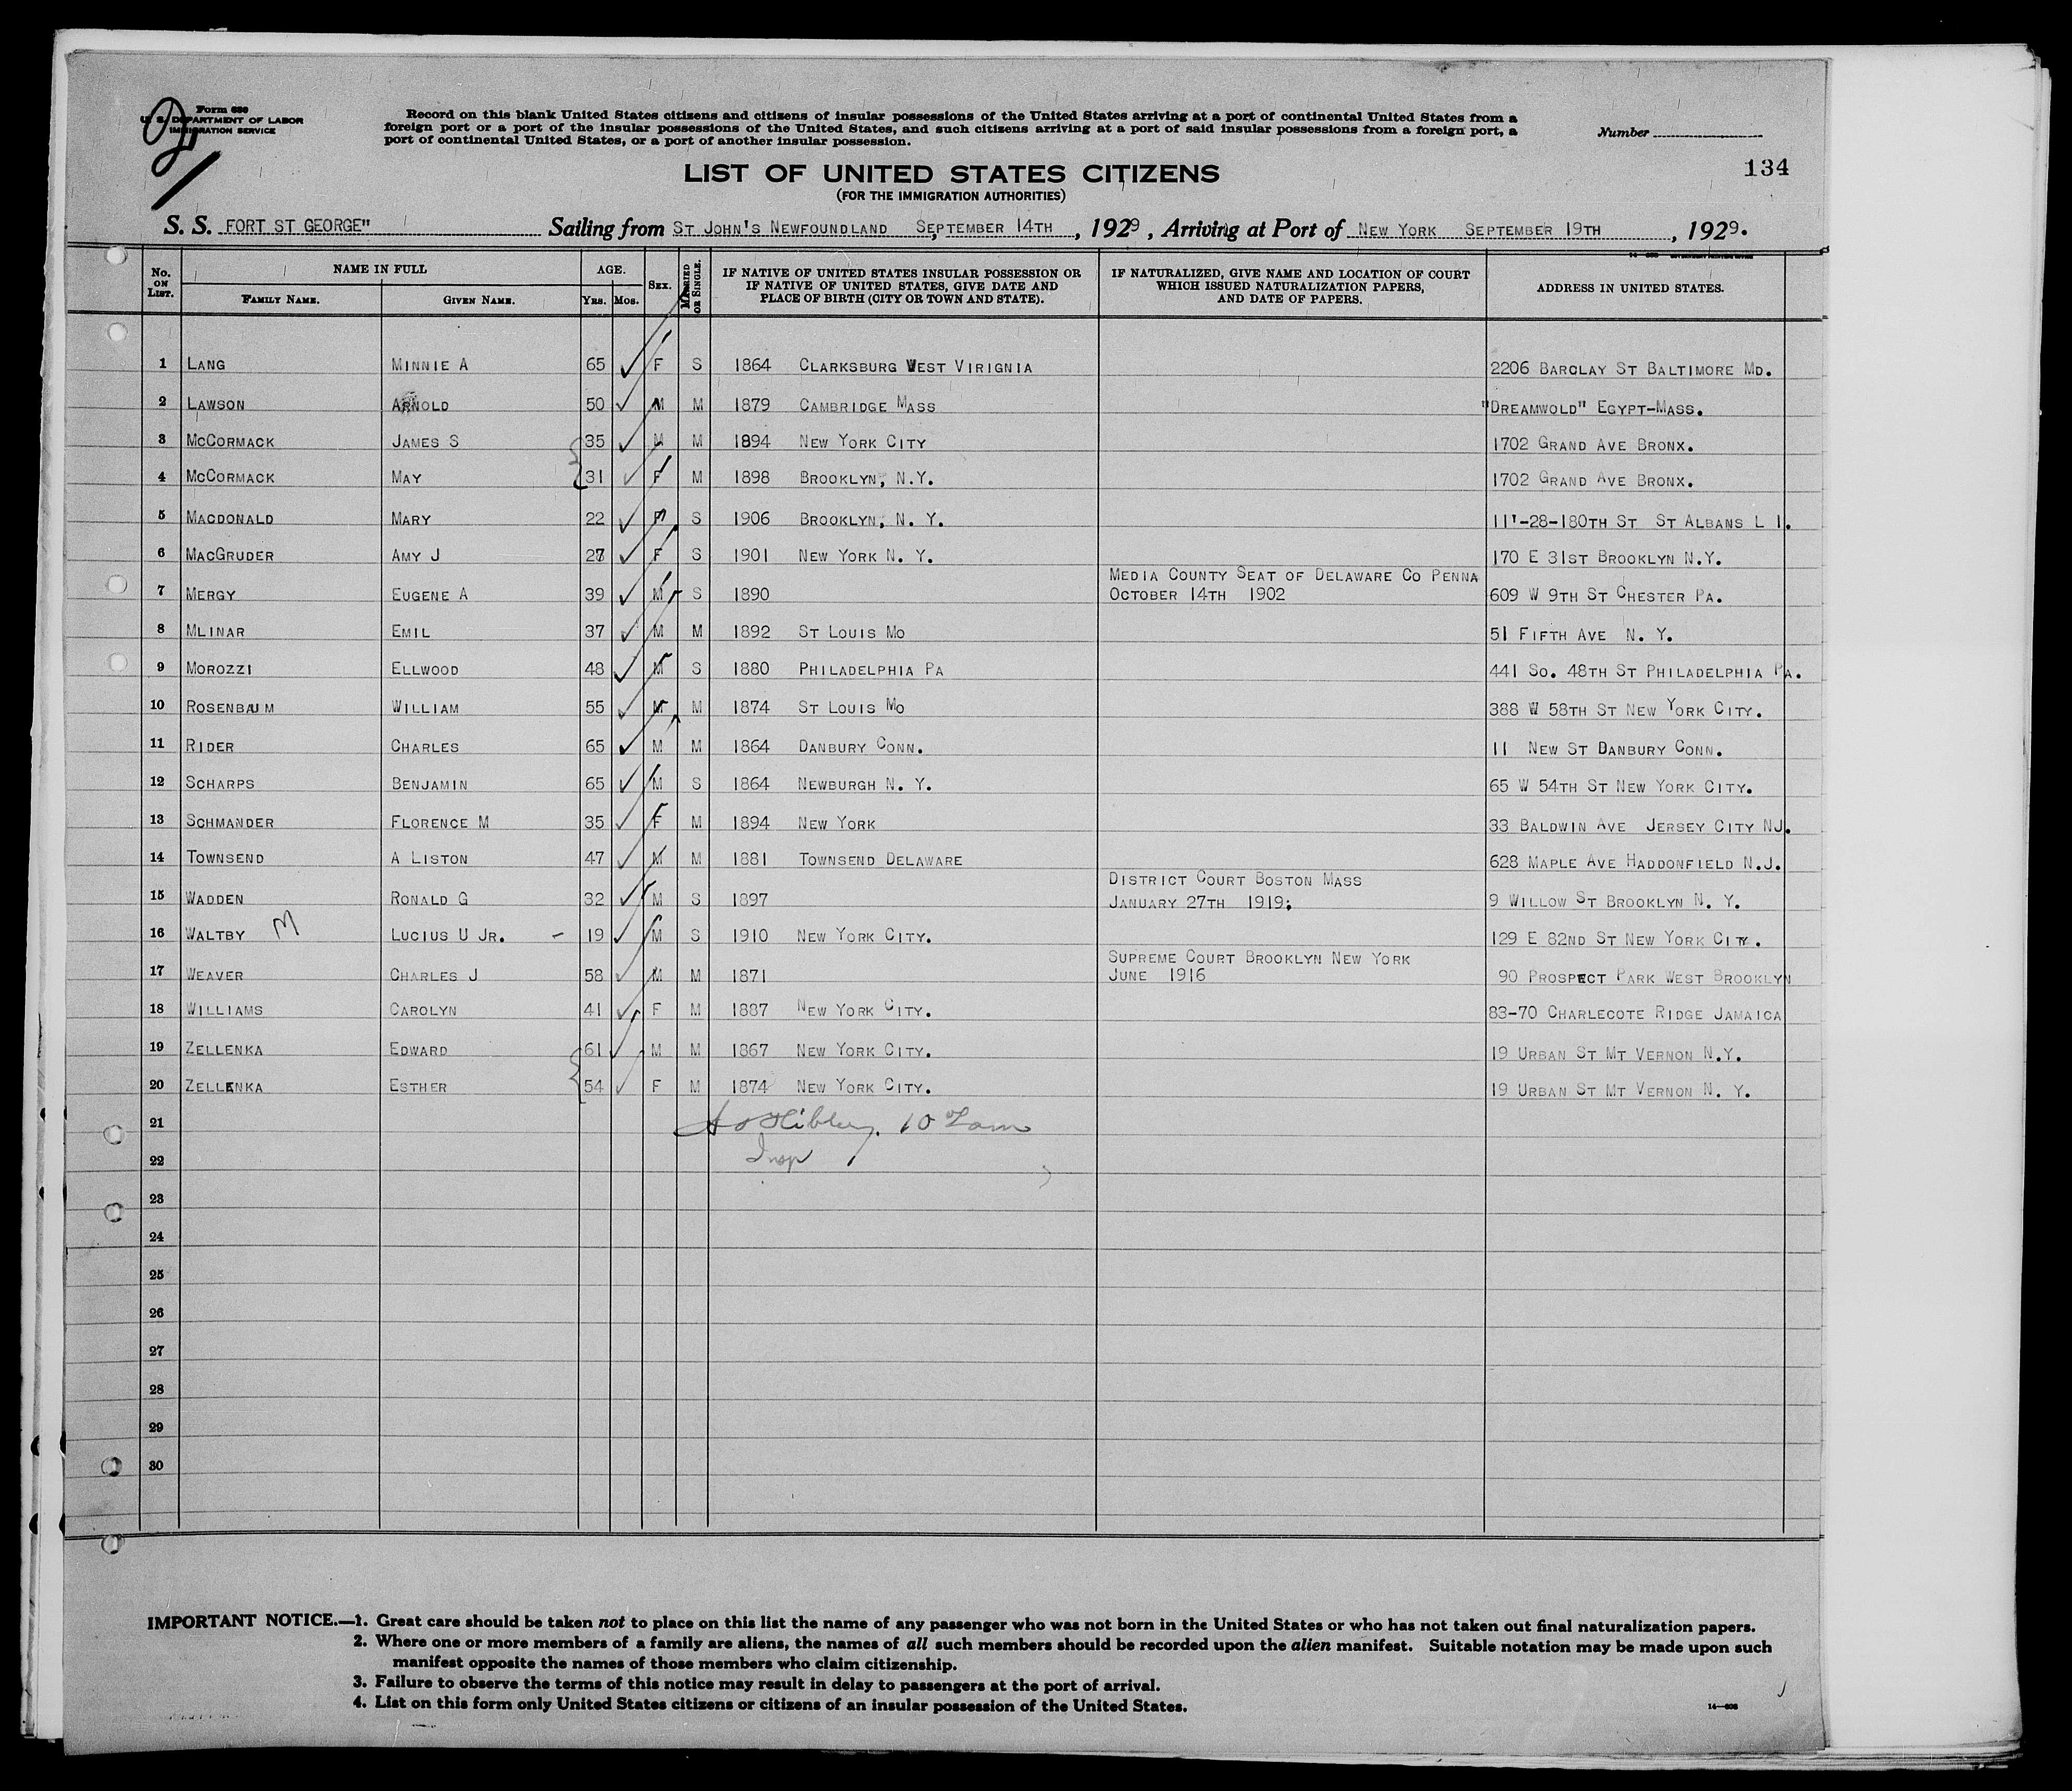 Form 630
U. S. DEPARTMENT OF LABOR
IMMIGRATION SERVICE
Record on this blank United States citizens and citizens of insular possessions of the United States arriving at a port of continental United States from a
foreign port or a port of the insular possessions of the United States, and such citizens arriving at a port of said insular possessions from a foreign port, a
port of continental United States, or a port of another insular possession.
Number
134
LIST OF UNITED STATES CITIZENS
(FOR THE IMMIGRATION AUTHORITIES)
S. S. FORT ST GEORGE" Sailing from ST JOHN'S NEWFOUNDLAND SEPTEMBER 14TH, 1929, Arriving at Port of NEW YORK SEPTEMBER 19TH, 1929.
No. ON LIST. NAME IN FULL FAMILY NAME. GIVEN NAME. AGE. YRS. MOS. SEX. MARRIED OR SINGLE. IF NATIVE OF UNITED STATES INSULAR POSSESSION OR IF NATIVE OF UNITED STATES, GIVE DATE AND PLACE OF BIRTH (CITY OR TOWN AND STATE). IF NATURALIZED, GIVE NAME AND LOCATION OF COURT WHICH ISSUED NATURALIZATION PAPERS, AND DATE OF PAPERS. ADDRESS IN UNITED STATES.
1 LANG MINNIE A 65 F S 1864 CLARKSBURG WEST VIRIGNIA 2206 BARCLAY ST BALTIMORE MD.
2 LAWSON ARNOLD 50 M M 1879 CAMBRIDGE MASS "DREAMWOLD" EGYPT-MASS.
3 MCCORMACK JAMES S 35 M M 1894 NEW YORK CITY 1702 GRAND AVE BRONX.
4 MCCORMACK MAY 31 F M 1898 BROOKLYN, N.Y. 1702 GRAND AVE BRONX.
5 MACDONALD MARY 22 F S 1906 BROOKLYN, N. Y. 11'-28-180TH ST ST ALBANS L I.
6 MACGRUDER AMY J 27 F S 1901 NEW YORK N. Y. 170 E 31ST BROOKLYN N.Y.
MEDIA COUNTY SEAT OF DELAWARE CO PENNA
7 MERGY EUGENE A 39 M S 1890 OCTOBER 14TH 1902 609 W 9TH ST CHESTER PA.
8 MLINAR EMIL 37 M M 1892 ST LOUIS MO 51 FIFTH AVE N. Y.
9 MOROZZI ELLWOOD 48 M S 1880 PHILADELPHIA PA 441 SO. 48TH ST PHILADELPHIA PA.
10 ROSENBAUM WILLIAM 55 M M 1874 ST LOUIS MO 388 W 58TH ST NEW YORK CITY.
11 RIDER CHARLES 65 M M 1864 DANBURY CONN. 11 NEW ST DANBURY CONN.
12 SCHARPS BENJAMIN 65 M S 1864 NEWBURGH N. Y. 65 W 54TH ST NEW YORK CITY.
13 SCHMANDER FLORENCE M 35 F M 1894 NEW YORK 33 BALDWIN AVE JERSEY CITY NJ.
14 TOWNSEND A LISTON 47 M M 1881 TOWNSEND DELAWARE 628 MAPLE AVE HADDONFIELD N.J.
DISTRICT COURT BOSTON MASS
15 WADDEN RONALD G 32 M S 1897 JANUARY 27TH 1919; 9 WILLOW ST BROOKLYN N. Y.
16 WALTBY M LUCIUS U JR. - 19 M S 1910 NEW YORK CITY. 129 E 82ND ST NEW YORK CITY.
SUPREME COURT BROOKLYN NEW YORK
17 WEAVER CHARLES J 58 M M 1871 JUNE 1916 90 PROSPECT PARK WEST BROOKLYN
18 WILLIAMS CAROLYN 41 F M 1887 NEW YORK CITY. 83-70 CHARLECOTE RIDGE JAMAICA
19 ZELLENKA EDWARD 61 M M 1867 NEW YORK CITY. 19 URBAN ST MT VERNON N.Y.
20 ZELLENKA ESTHER 54 F M 1874 NEW YORK CITY. 19 URBAN ST MT VERNON N. Y.
21
22 Insp
23
24
25
26
27
28
29
30
IMPORTANT NOTICE.—1. Great care should be taken not to place on this list the name of any passenger who was not born in the United States or who has not taken out final naturalization papers.
2. Where one or more members of a family are aliens, the names of all such members should be recorded upon the alien manifest. Suitable notation may be made upon such
manifest opposite the names of those members who claim citizenship.
3. Failure to observe the terms of this notice may result in delay to passengers at the port of arrival.
4. List on this form only United States citizens or citizens of an insular possession of the United States.